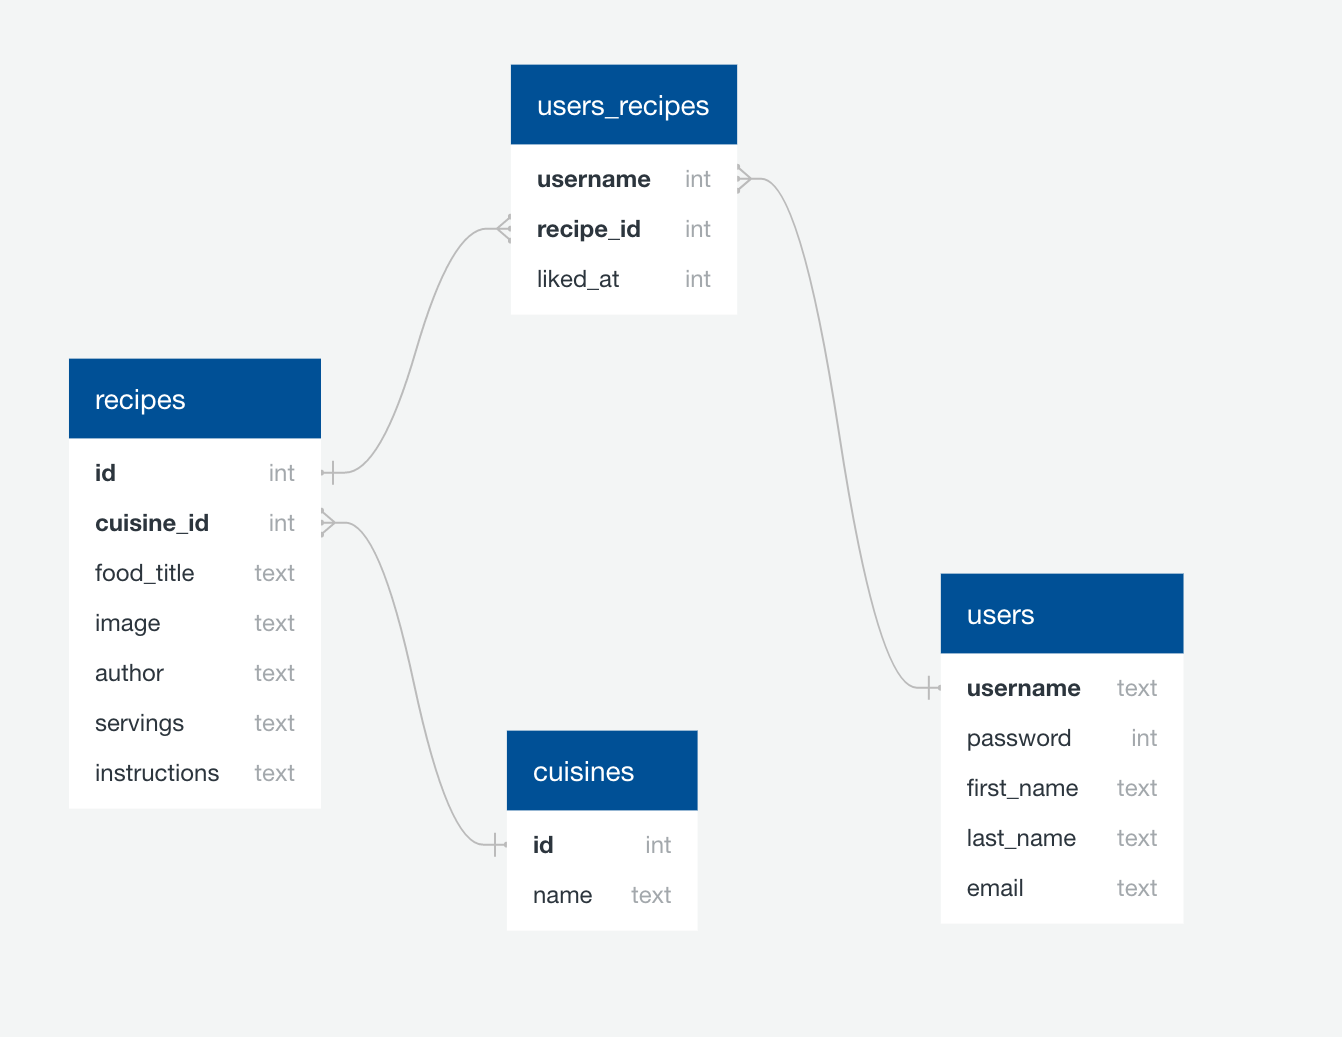 users_recipes
username int
recipe_id int
liked_at int
recipes
id int
cuisine_id int
food_title text
image text
author text
servings text
instructions text
users
username text
password int
first_name text
last_name text
email text
cuisines
id int
name text